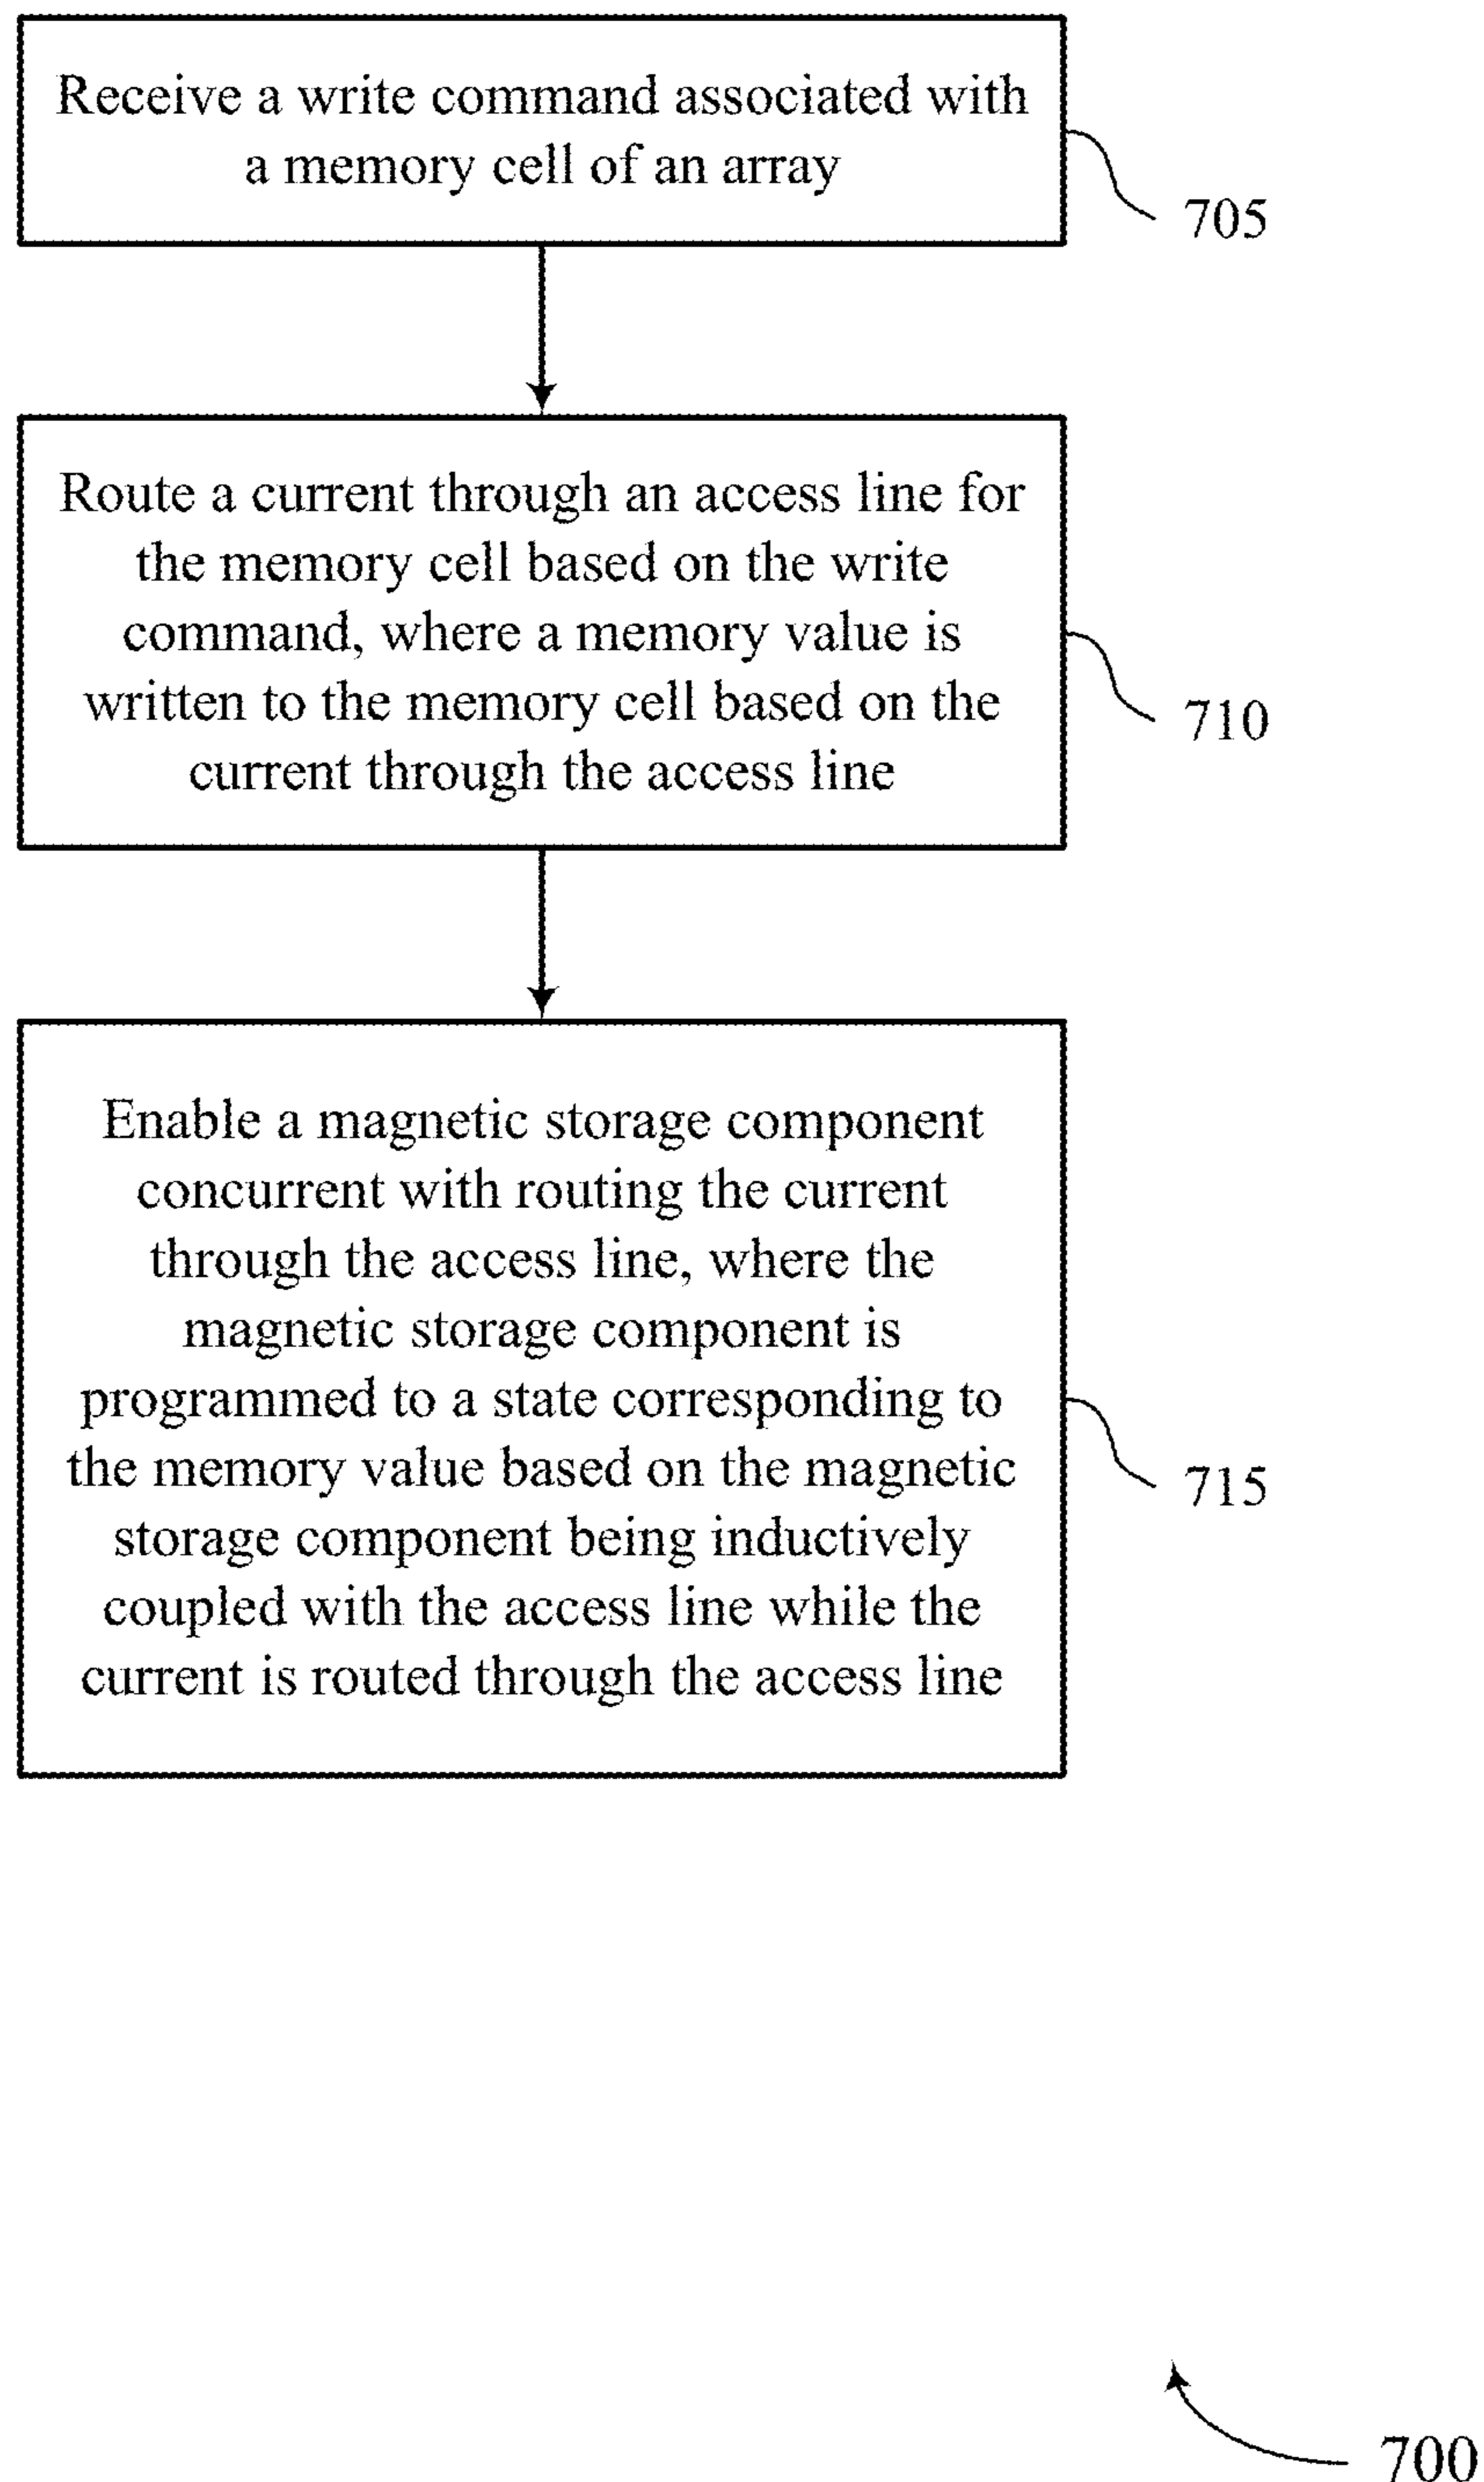 Receive a write command associated with
a memory cell of an array
705
Route a current through an access line for
the memory cell based on the write
command, where a memory value is
written to the memory cell based on the
current through the access line
710
Enable a magnetic storage component
concurrent with routing the current
through the access line, where the
magnetic storage component is
programmed to a state corresponding to
the memory value based on the magnetic
storage component being inductively
coupled with the access line while the
current is routed through the access line
715
700